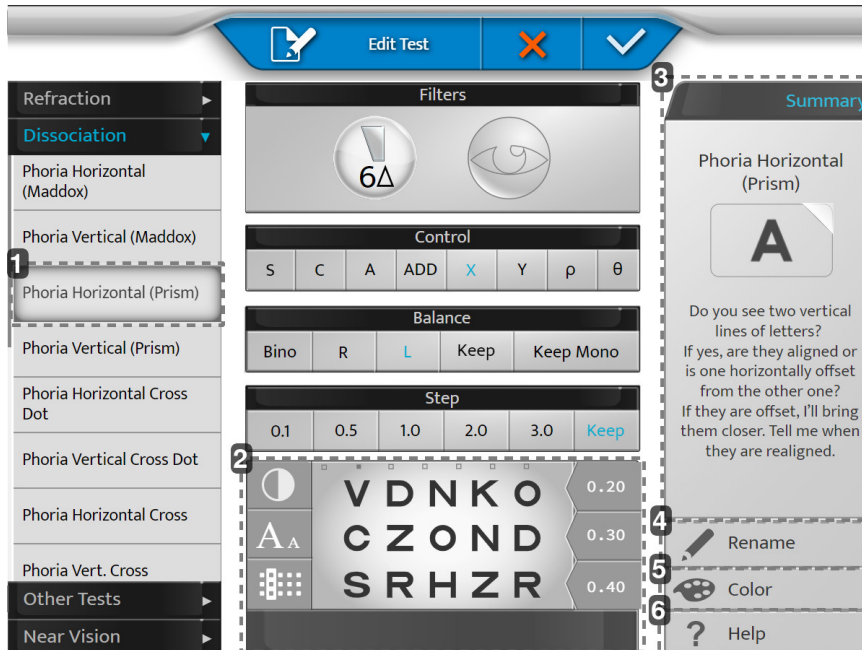 Edit Test
3
Refraction
Dissociation
Phoria Horizontal
(Maddox)
Phoria Vertical (Maddox)
1
Phoria Horizontal (Prism)
Phoria Vertical (Prism)
Phoria Horizontal Cross
Dot
Phoria Vertical Cross Dot
Phoria Horizontal Cross
Phoria Vert. Cross
Other Tests
Near Vision
Filters
6Δ
Control
S C A ADD X Y ρ θ
Balance
Bino R L Keep Keep Mono
Step
0.1 0.5 1.0 2.0 3.0 Keep
2
V D N K O 0.20
A A C Z O N D 0.30
S R H Z R 0.40
Summary
Phoria Horizontal
(Prism)
A
Do you see two vertical
lines of letters?
If yes, are they aligned or
is one horizontally offset
from the other one?
If they are offset, I'll bring
them closer. Tell me when
they are realigned.
4
Rename
5
Color
6
? Help